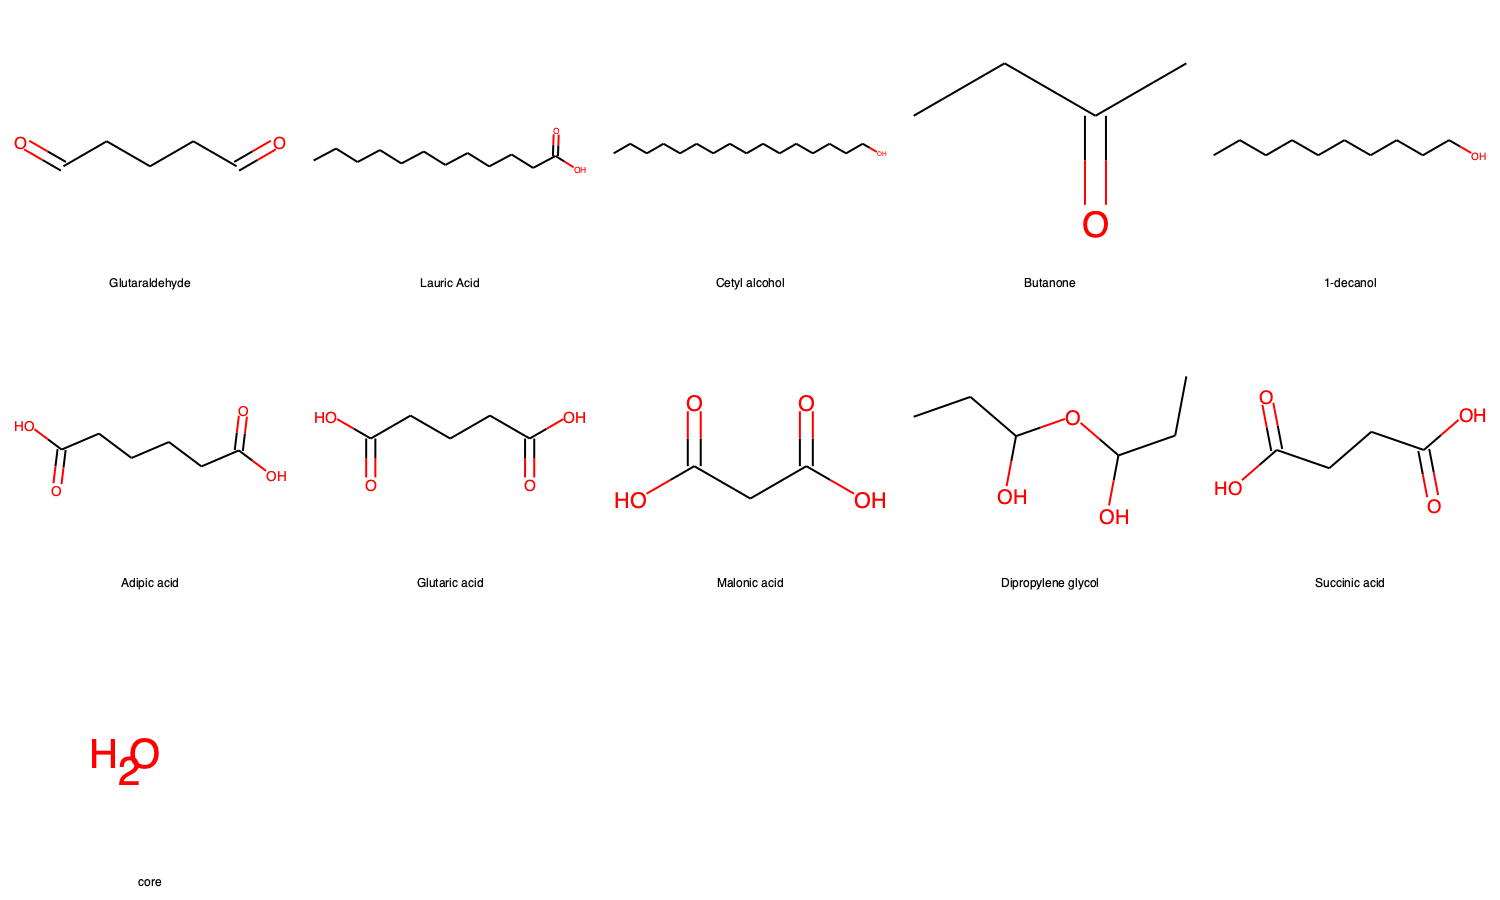 O
O
O
OH
OH
O
OH
Glutaraldehyde
Lauric Acid
Cetyl alcohol
Butanone
1-decanol
HO
O
O
OH
HO
O
O
OH
O
O
HO
OH
O
OH
OH
O
HO
OH
O
Adipic acid
Glutaric acid
Malonic acid
Dipropylene glycol
Succinic acid
H2O
core